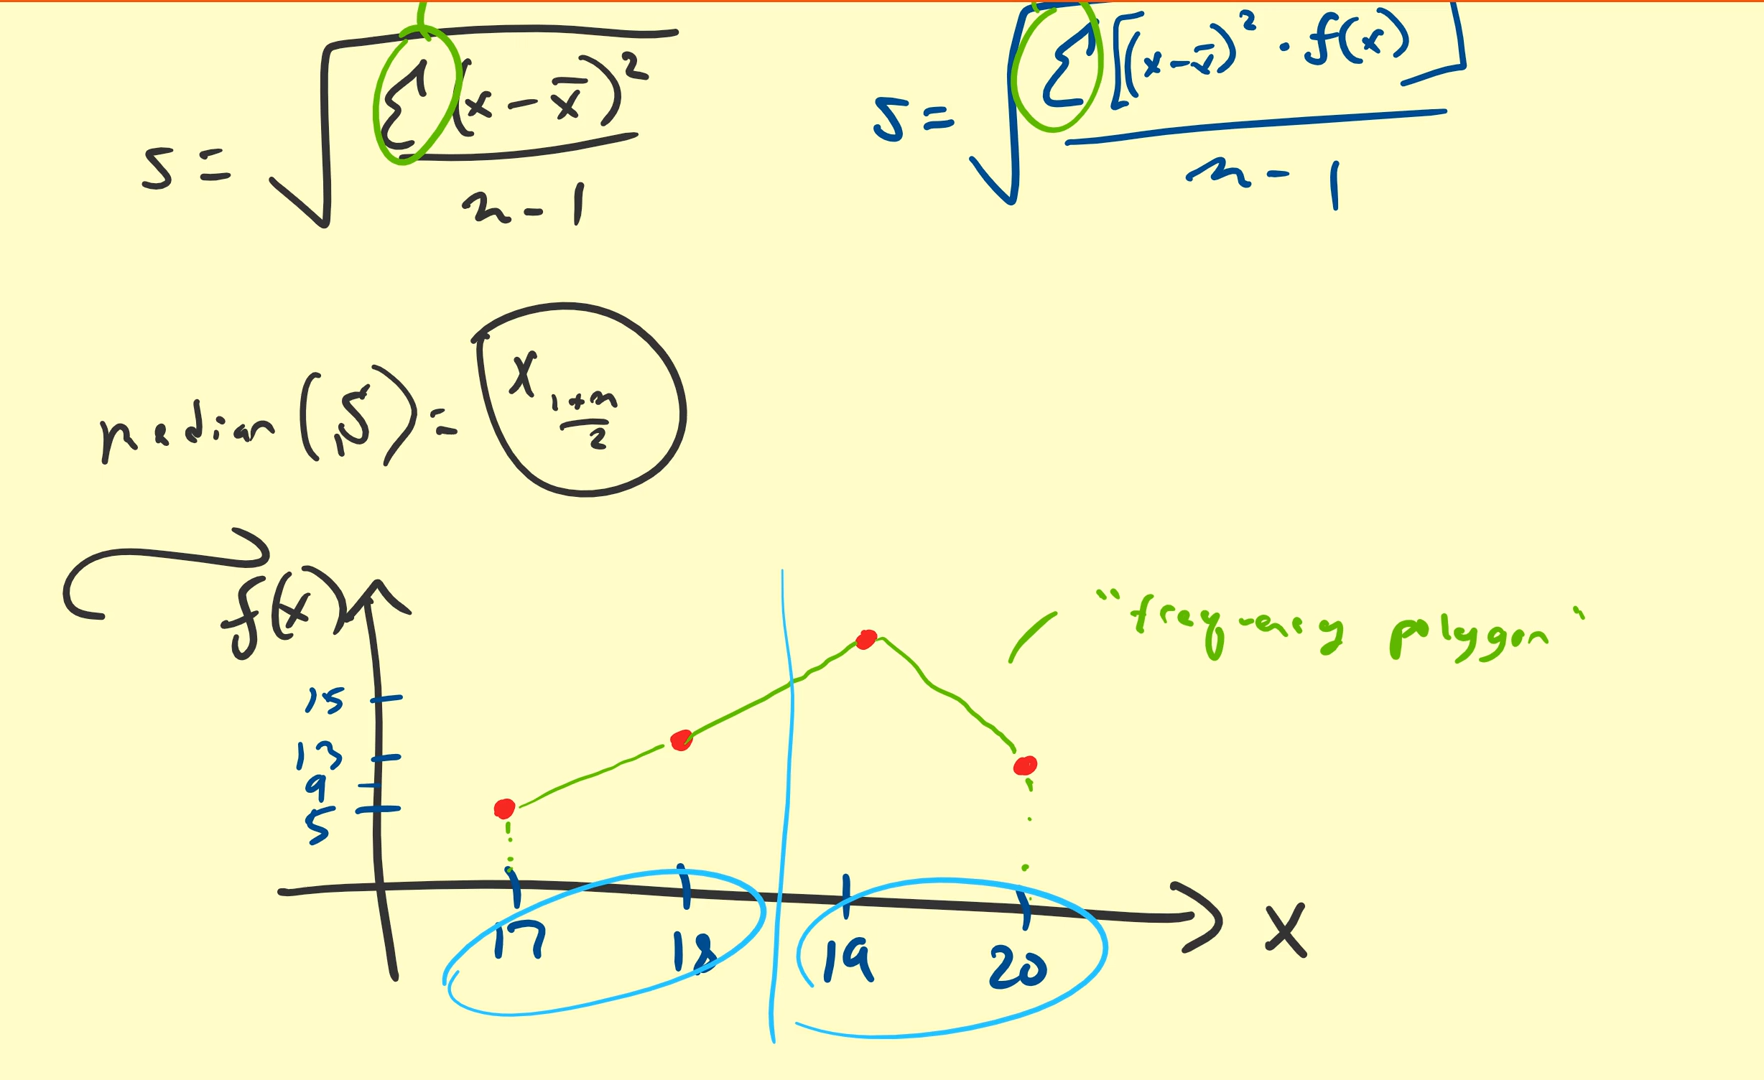 s = √(Σ(x - x̄)² / n - 1)
s = √(Σ[(x-x̄)² · f(x)] / n - 1)
median (S) = x_{1+n/2}
f(x)
"frequency polygon"
15
13
9
5
17 18 19 20
x